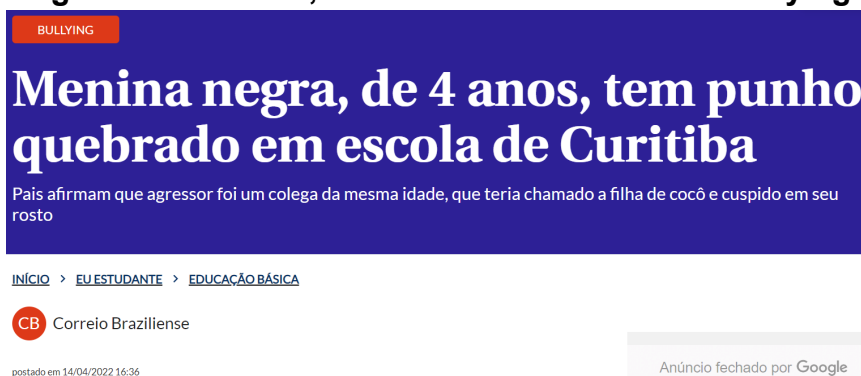 BULLYING
Menina negra, de 4 anos, tem punho
quebrado em escola de Curitiba
Pais afirmam que agressor foi um colega da mesma idade, que teria chamado a filha de cocô e cuspido em seu
rosto
INÍCIO > EU ESTUDANTE > EDUCAÇÃO BÁSICA
CB Correio Braziliense
postado em 14/04/2022 16:36
Anúncio fechado por Google